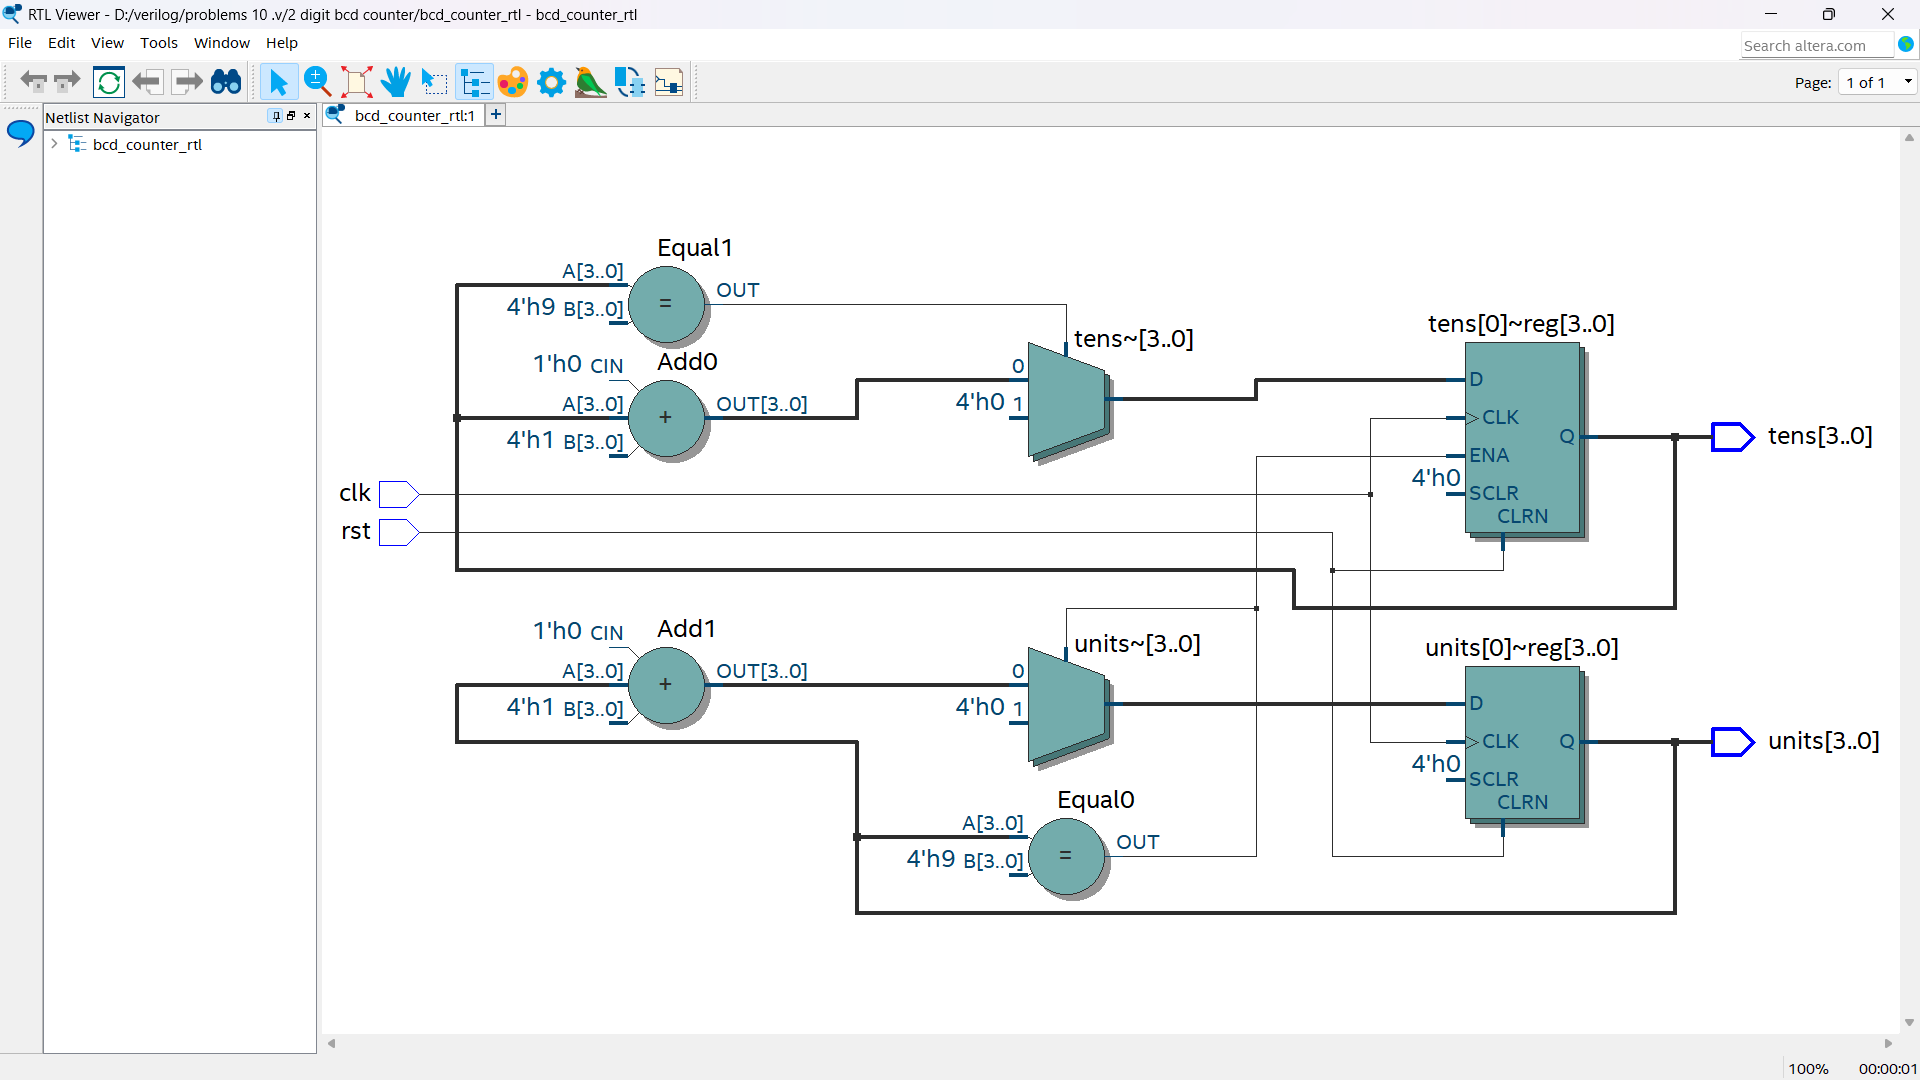 RTL Viewer - D:/verilog/problems 10 .v/2 digit bcd counter/bcd_counter_rtl - bcd_counter_rtl
File Edit View Tools Window Help
Search altera.com
Page: 1 of 1
Netlist Navigator
bcd_counter_rtl:1
+
bcd_counter_rtl
Equal1
A[3..0]
4'h9 B[3..0]
=
OUT
1'h0 CIN
Add0
A[3..0]
4'h1 B[3..0]
+
OUT[3..0]
tens~[3..0]
0
4'h0 1
tens[0]~reg[3..0]
D
CLK
ENA
4'h0
SCLR
CLRN
Q
tens[3..0]
clk
rst
1'h0 CIN
Add1
A[3..0]
4'h1 B[3..0]
+
OUT[3..0]
units~[3..0]
0
4'h0 1
units[0]~reg[3..0]
D
CLK
4'h0
SCLR
CLRN
Q
units[3..0]
Equal0
A[3..0]
4'h9 B[3..0]
=
OUT
100% 00:00:01